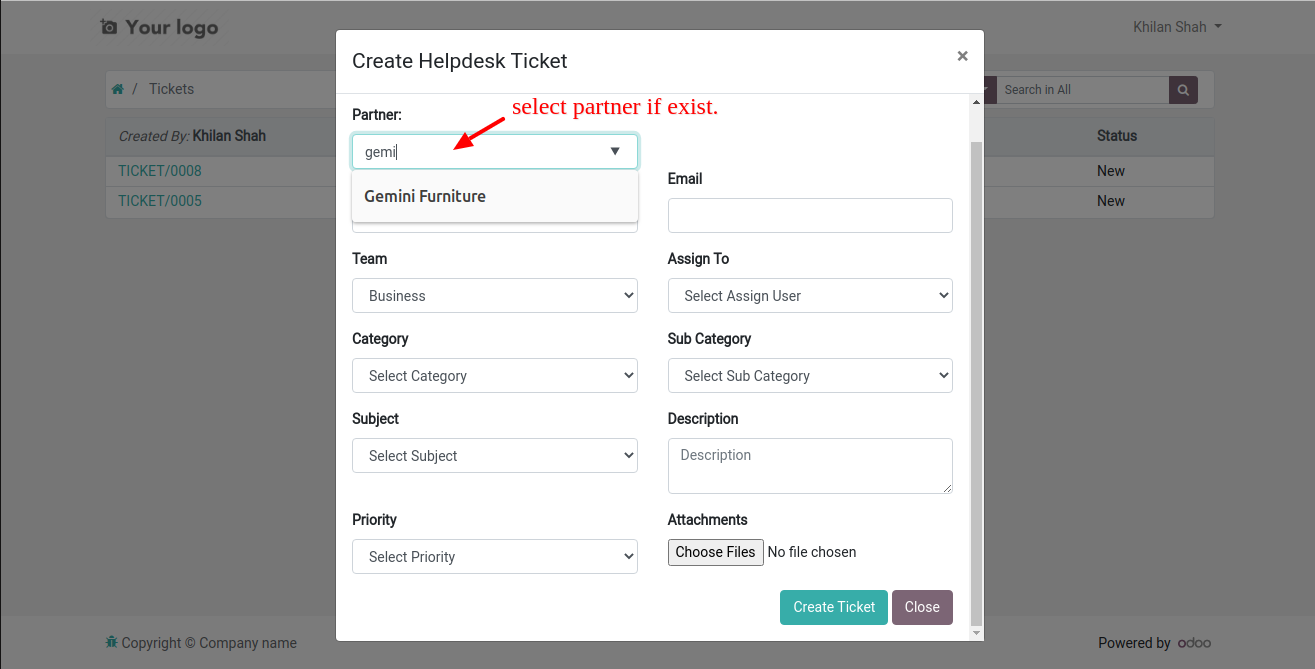 Your logo
Khilan Shah
Create Helpdesk Ticket
×
/ Tickets
Search in All
Partner:
select partner if exist.
Created By: Khilan Shah
Status
gemi
TICKET/0008
New
Gemini Furniture
Email
TICKET/0005
New
Team
Assign To
Business
Select Assign User
Category
Sub Category
Select Category
Select Sub Category
Subject
Description
Select Subject
Description
Priority
Attachments
Select Priority
Choose Files No file chosen
Create Ticket
Close
Copyright © Company name
Powered by odoo